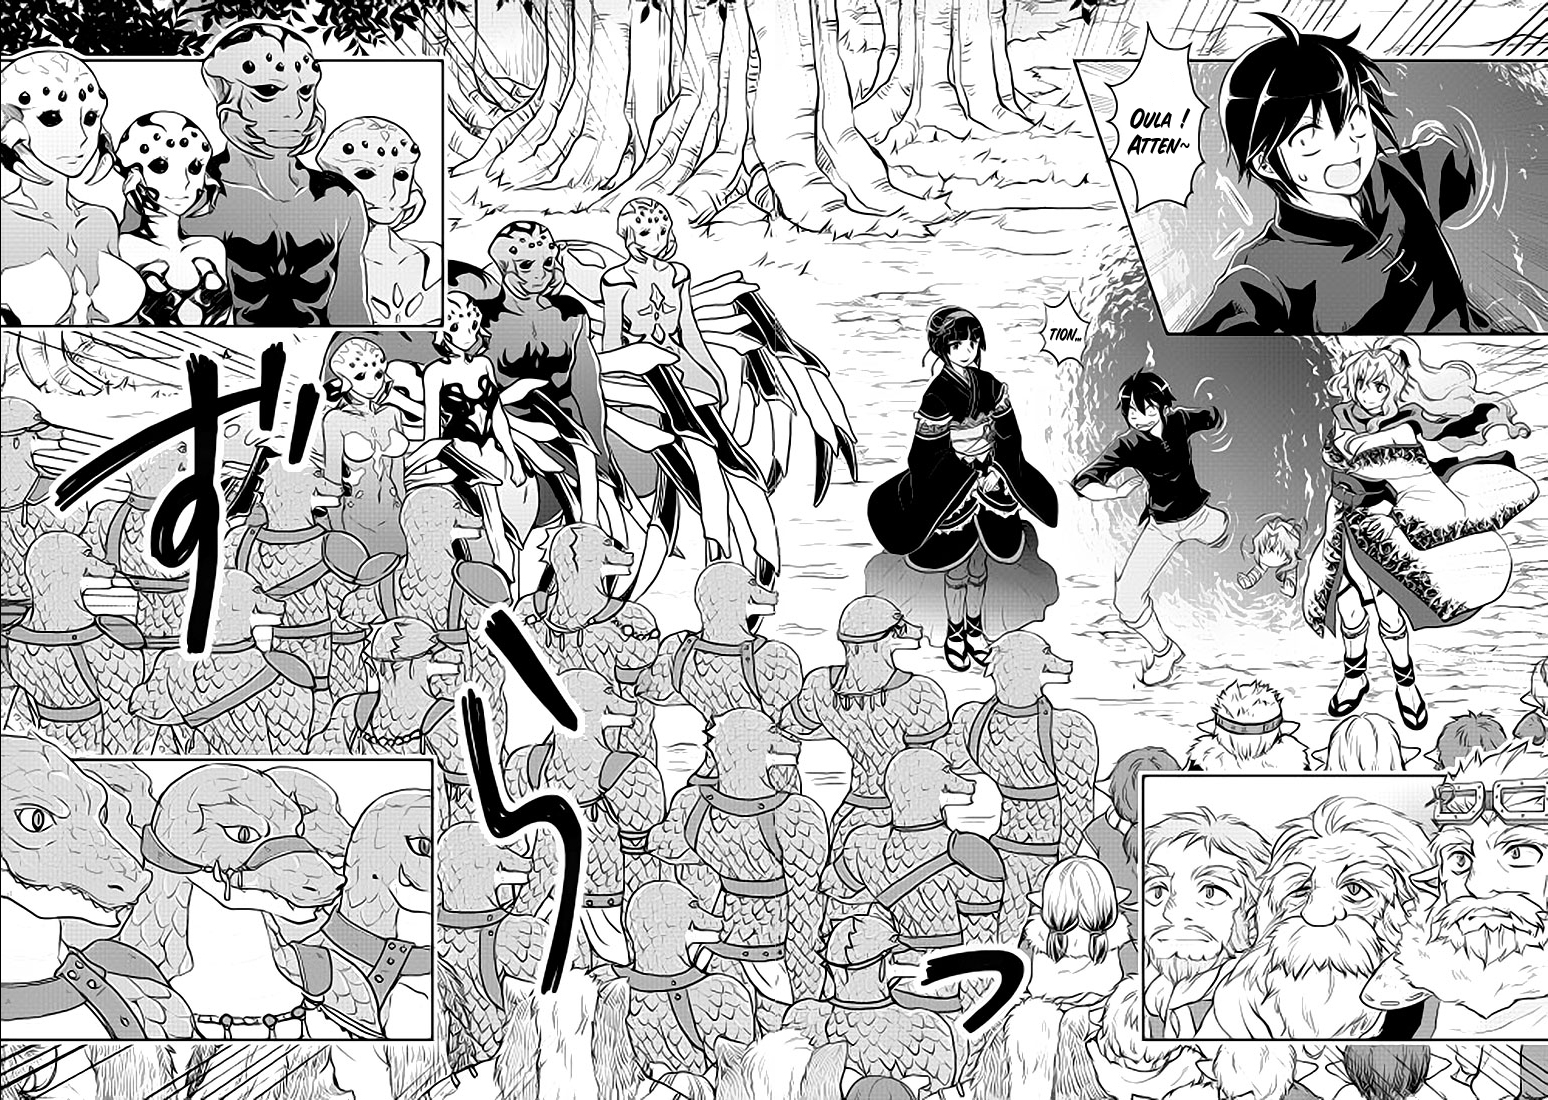 OULA !
ATTEN~
TION...
ずらっ